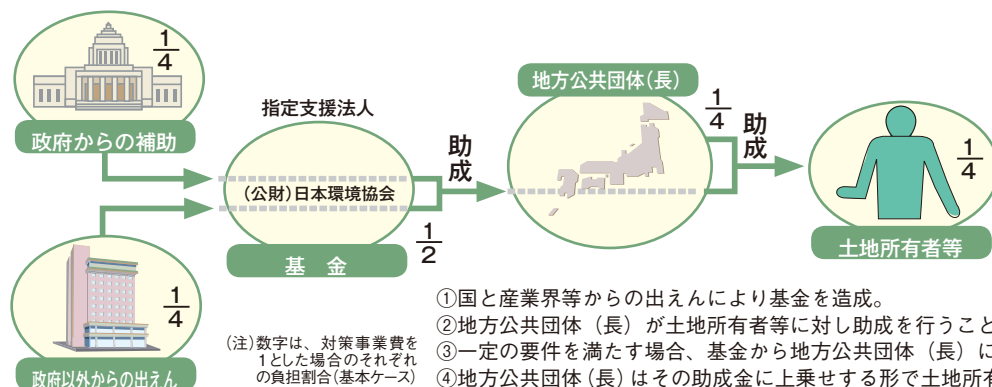 1/4
政府からの補助
指定支援法人
(公財)日本環境協会
基 金
助成
1/2
地方公共団体(長)
1/4
助成
1/4
土地所有者等
1/4
政府以外からの出えん
(注)数字は、対策事業費を
1とした場合のそれぞれ
の負担割合(基本ケース)
①国と産業界等からの出えんにより基金を造成。
②地方公共団体(長)が土地所有者等に対し助成を行うこと
③一定の要件を満たす場合、基金から地方公共団体(長)に
④地方公共団体(長)はその助成金に上乗せする形で土地所有